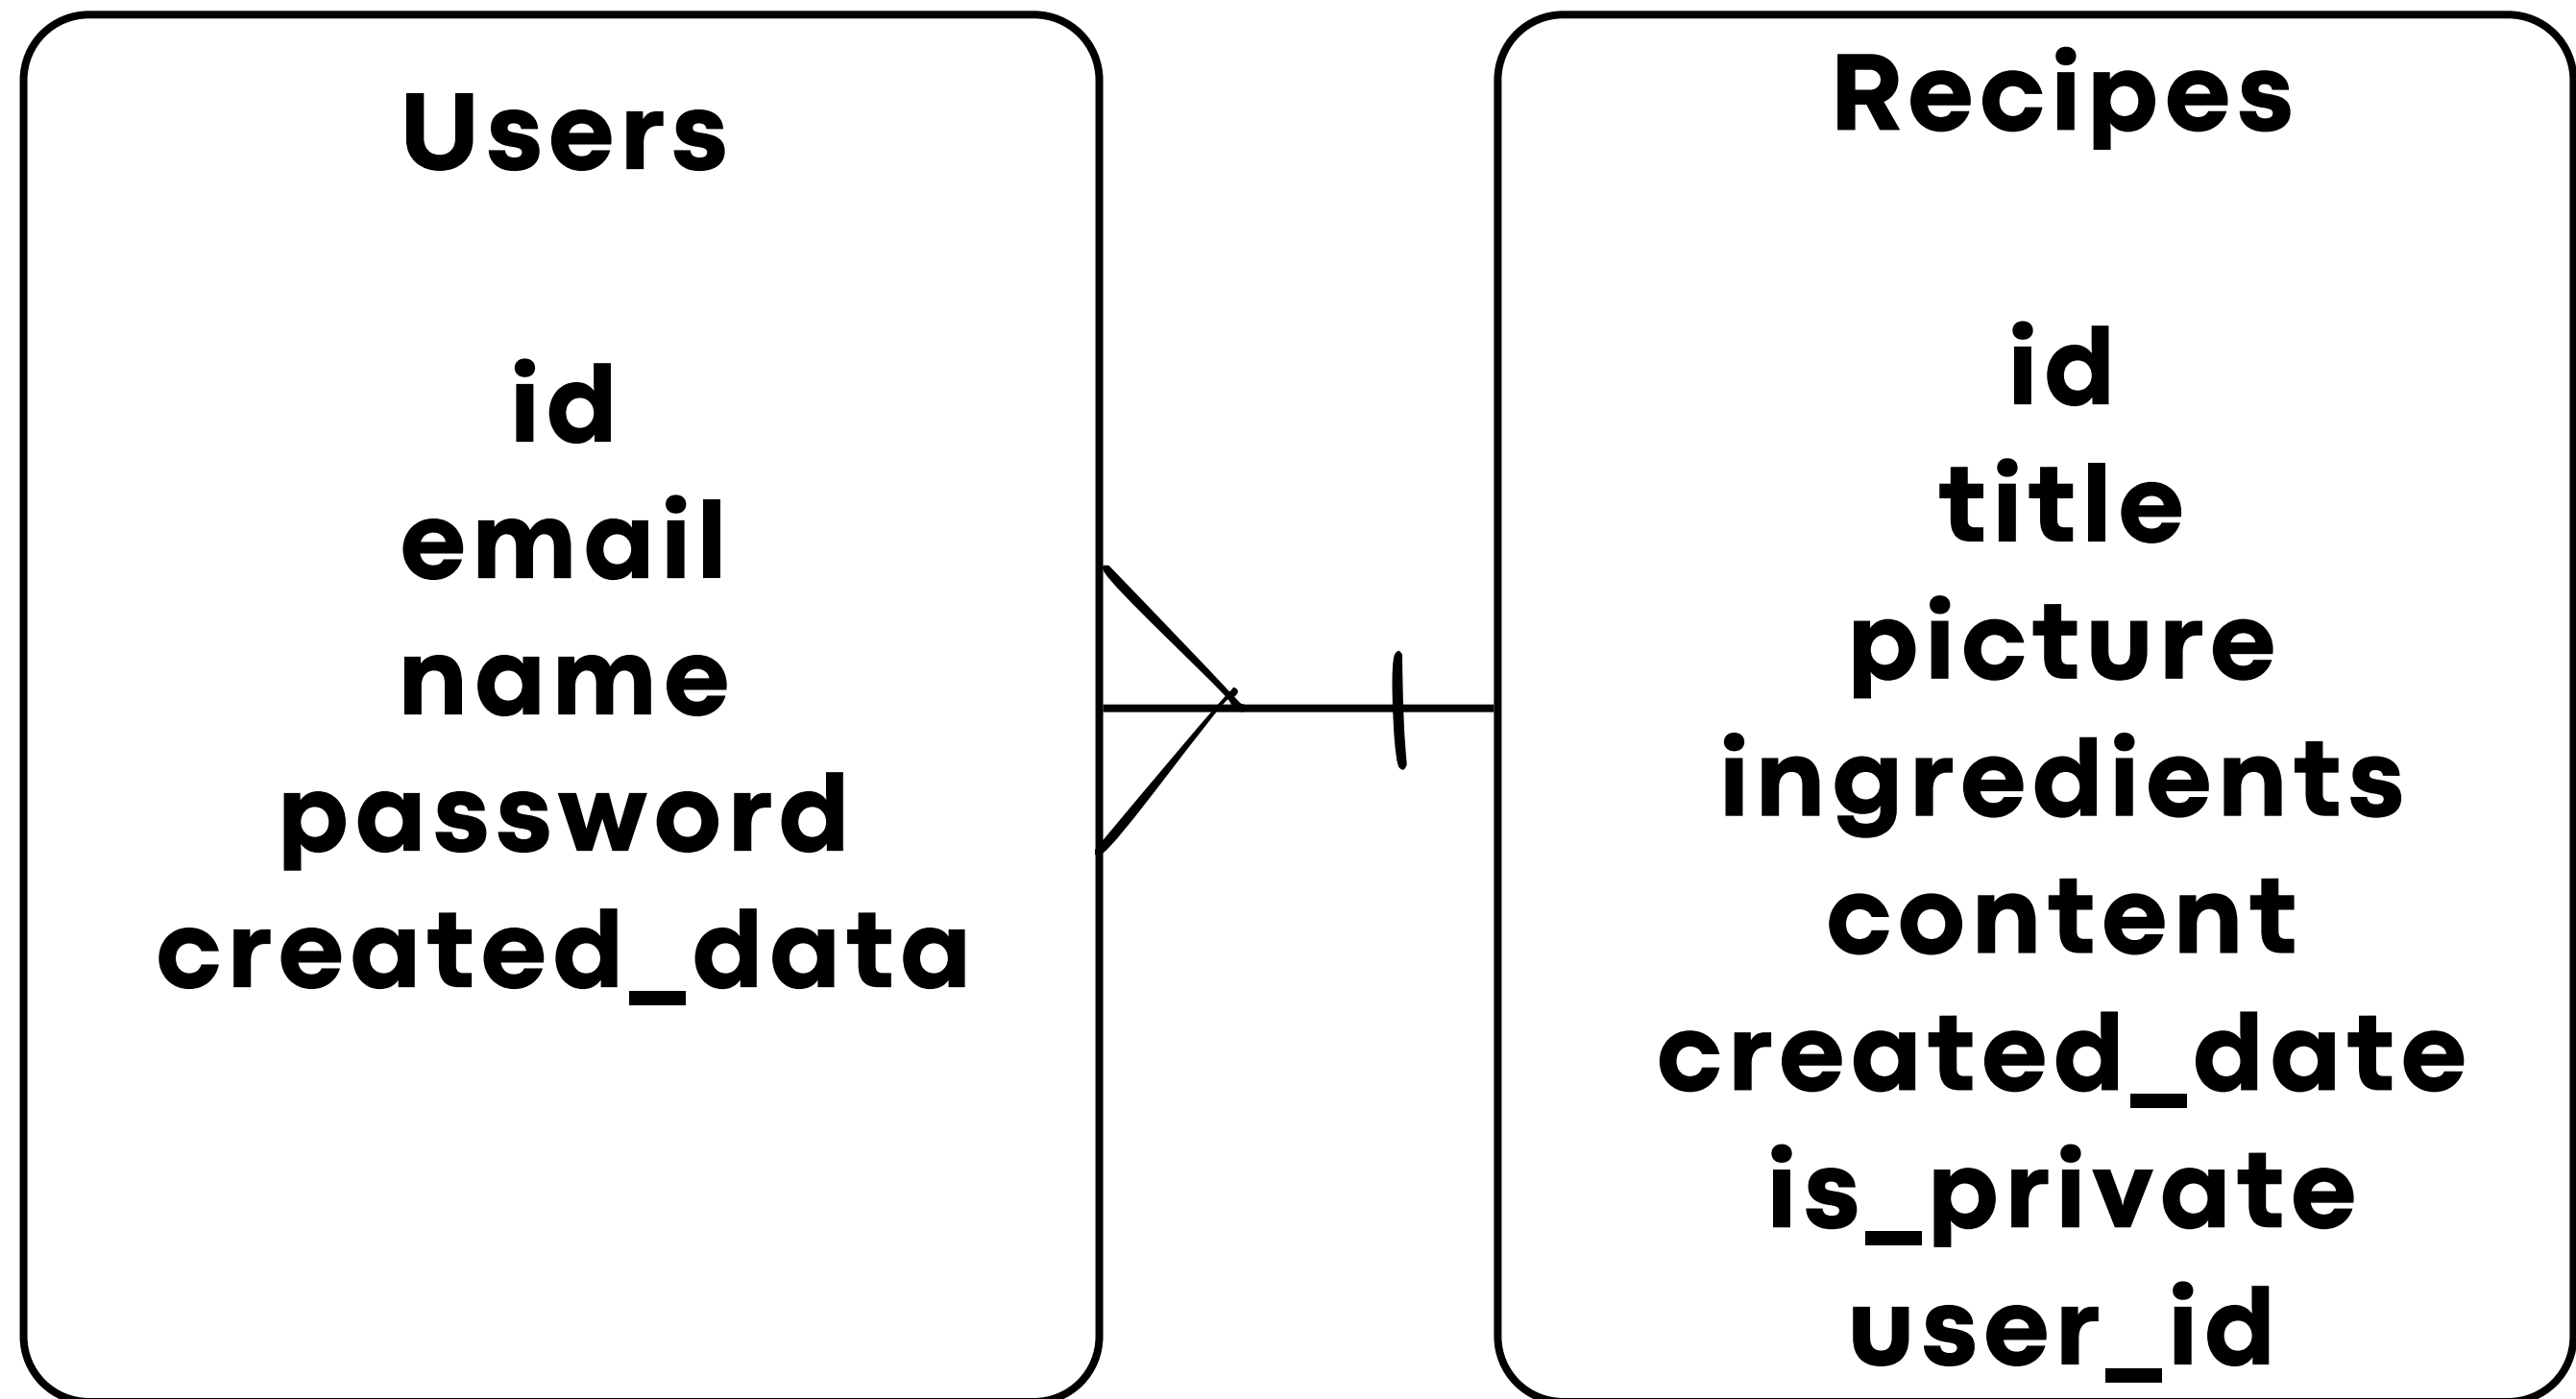 Users
id
email
name
password
created_data
Recipes
id
title
picture
ingredients
content
created_date
is_private
user_id